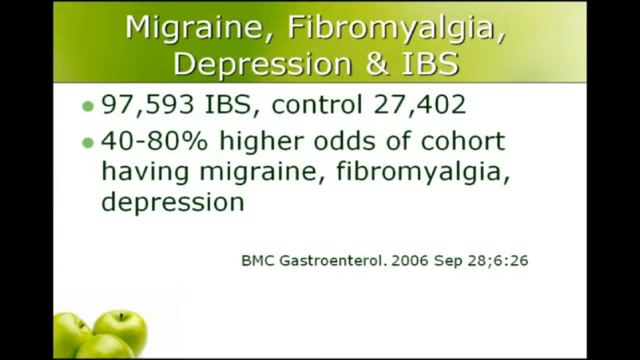 Migraine, Fibromyalgia,
Depression & IBS
97,593 IBS, control 27,402
40-80% higher odds of cohort
having migraine, fibromyalgia,
depression
BMC Gastroenterol. 2006 Sep 28;6:26